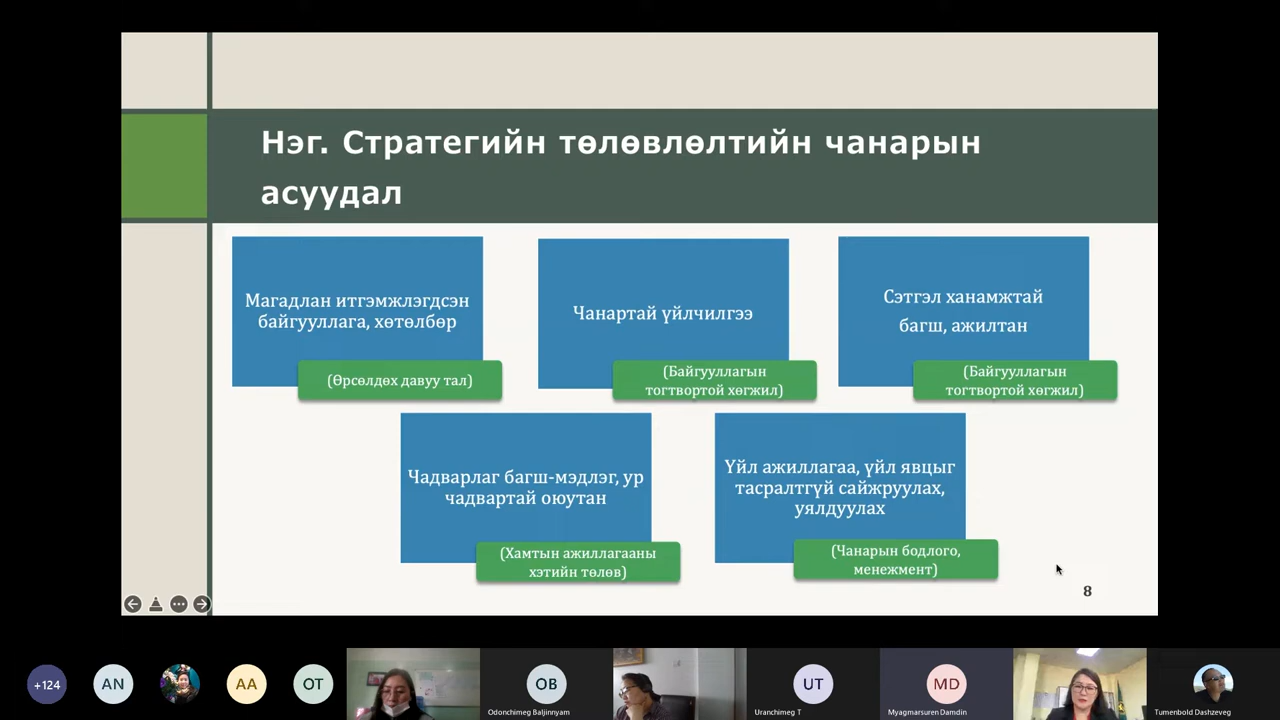 Нэг. Стратегийн төлөвлөлтийн чанарын
асуудал
Магадлан итгэмжлэгдсэн
байгууллага, хөтөлбөр
(Өрсөлдөх давуу тал)
Чанартай үйлчилгээ
(Байгууллагын
тогтвортой хөгжил)
Сэтгэл ханамжтай
багш, ажилтан
(Байгууллагын
тогтвортой хөгжил)
Чадварлаг багш-мэдлэг, ур
чадвартай оюутан
(Хамтын ажиллагааны
хэтийн төлөв)
Үйл ажиллагаа, үйл явцыг
тасралтгүй сайжруулах,
уялдуулах
(Чанарын бодлого,
менежмент)
8
+124
AN
AA
OT
OB
Odonchimeg Baljinnyam
UT
Uranchimeg T
MD
Myagmarsuren Damdin
Tumenbold Dashzeveg